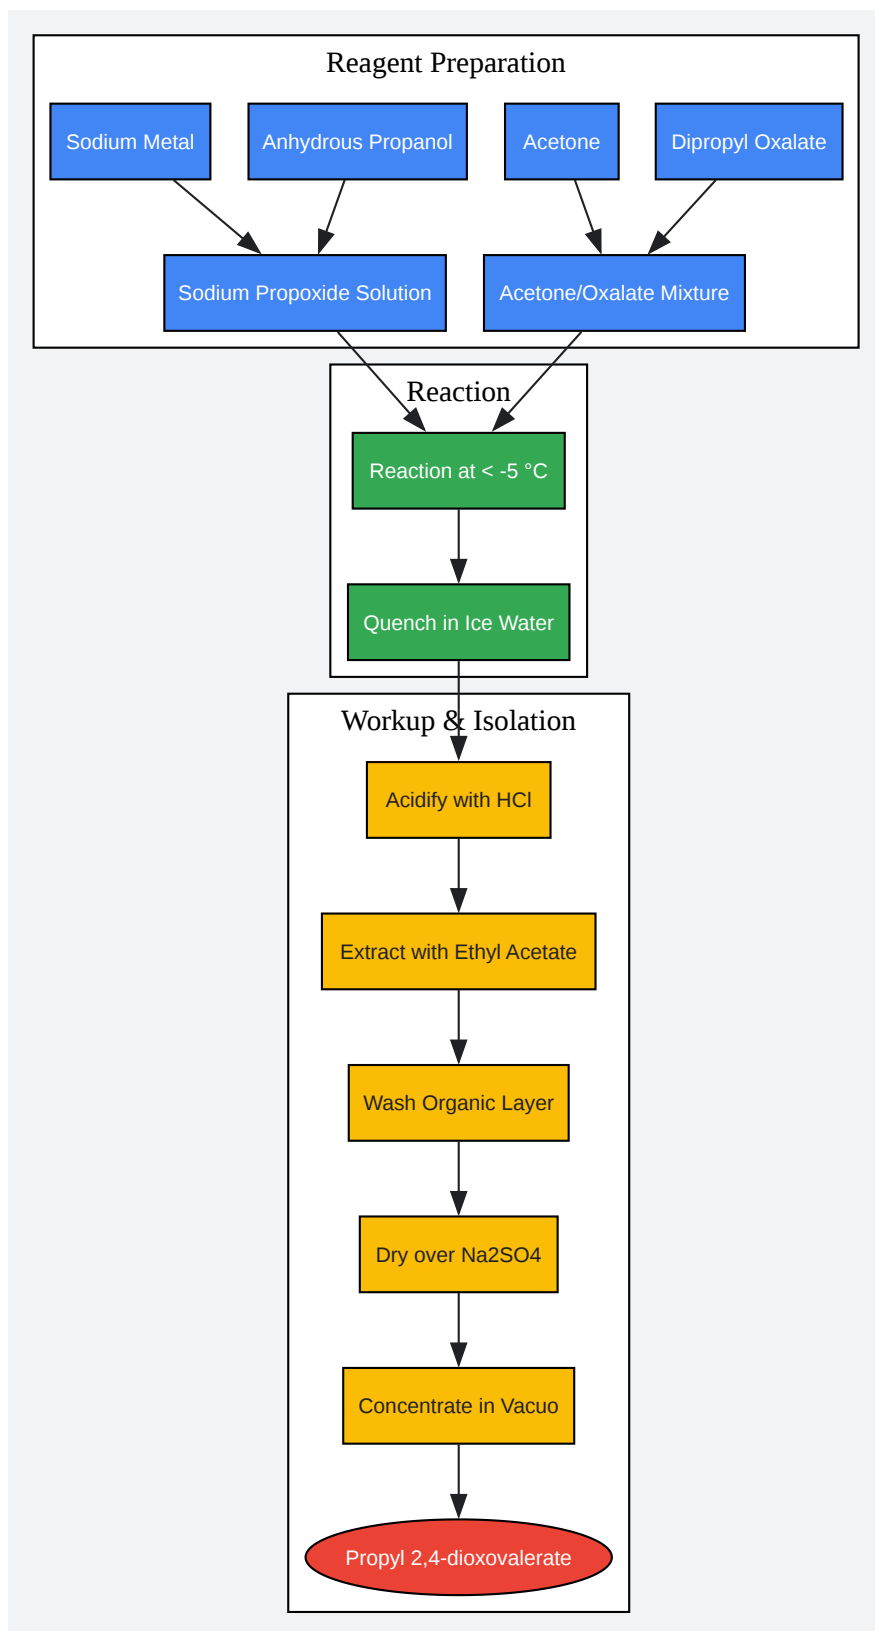 Reagent Preparation
Sodium Metal
Anhydrous Propanol
Acetone
Dipropyl Oxalate
Sodium Propoxide Solution
Acetone/Oxalate Mixture
Reaction
Reaction at < -5 °C
Quench in Ice Water
Workup & Isolation
Acidify with HCl
Extract with Ethyl Acetate
Wash Organic Layer
Dry over Na2SO4
Concentrate in Vacuo
Propyl 2,4-dioxovalerate